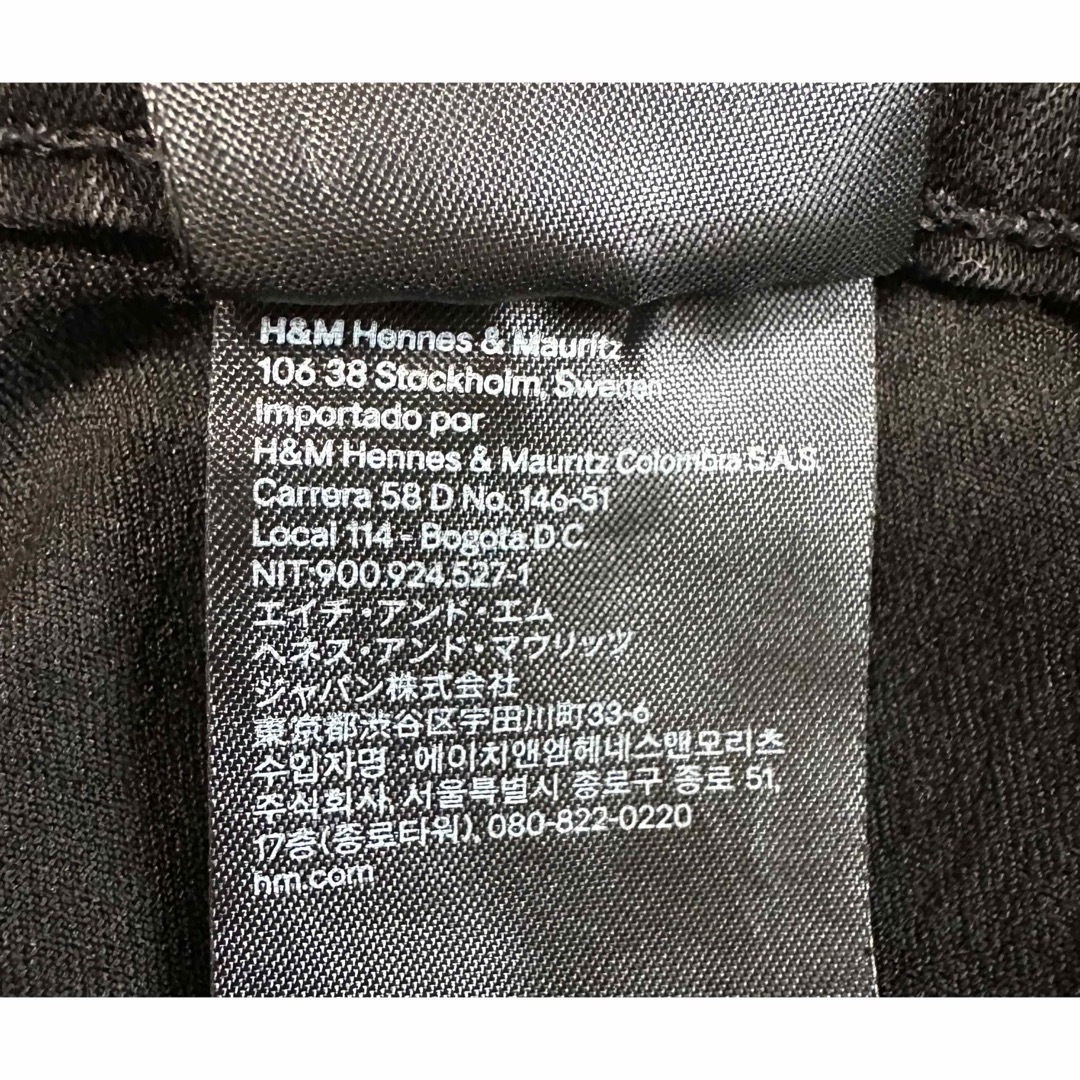 H&M Hennes & Mauritz
106 38 Stockholm, Sweden
Importado por
H&M Hennes & Mauritz Colombia S.A.S.
Carrera 58 D No. 146-51
Local 114 - Bogota D.C.
NIT:900.924.527-1
エイチ・アンド・エム
ヘネス・アンド・マウリッツ
ジャパン株式会社
東京都渋谷区宇田川町33-6
수입자명 : 에이치앤엠헤네스앤모리츠
주식회사, 서울특별시 종로구 종로 51,
17층(종로타워), 080-822-0220
hm.com